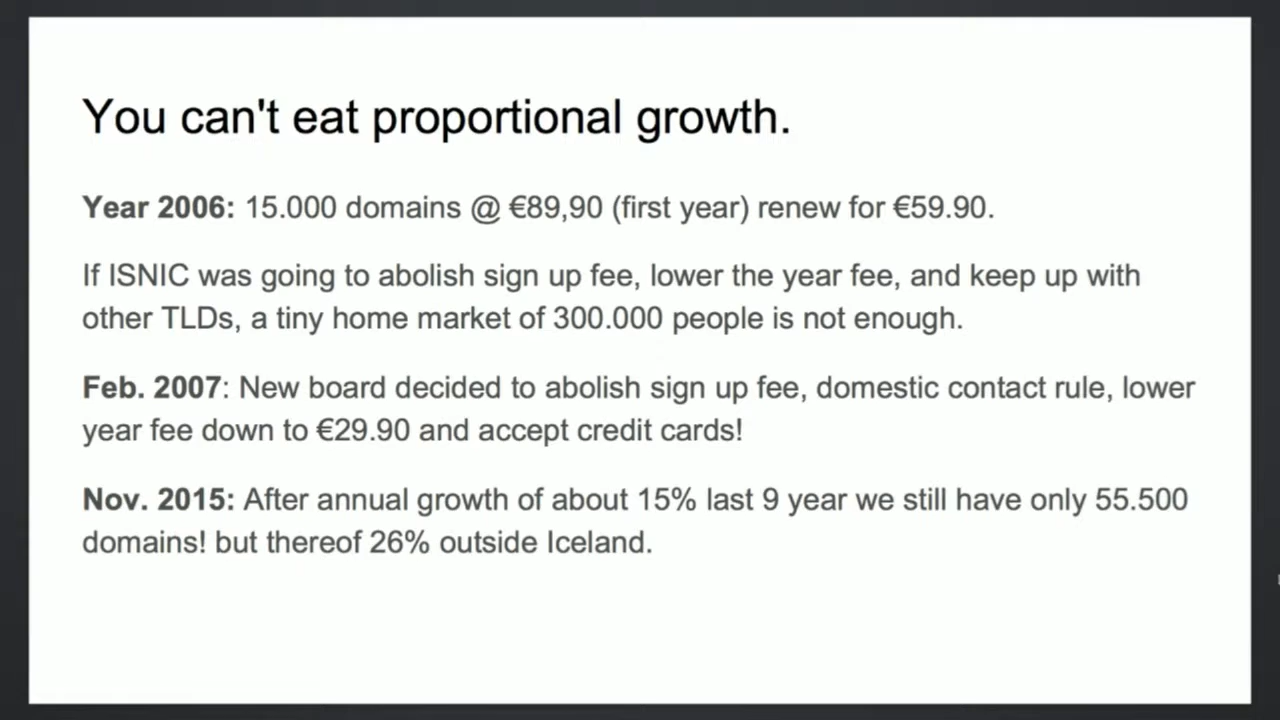 You can't eat proportional growth.
Year 2006: 15.000 domains @ €89,90 (first year) renew for €59.90.
If ISNIC was going to abolish sign up fee, lower the year fee, and keep up with
other TLDs, a tiny home market of 300.000 people is not enough.
Feb. 2007: New board decided to abolish sign up fee, domestic contact rule, lower
year fee down to €29.90 and accept credit cards!
Nov. 2015: After annual growth of about 15% last 9 year we still have only 55.500
domains! but thereof 26% outside Iceland.